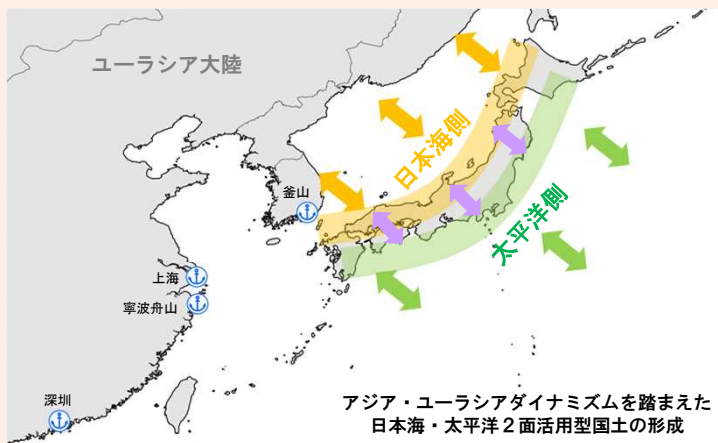 ユーラシア大陸
日本海側
太平洋側
釜山
上海
寧波舟山
深圳
アジア・ユーラシアダイナミズムを踏まえた
日本海・太平洋２面活用型国土の形成